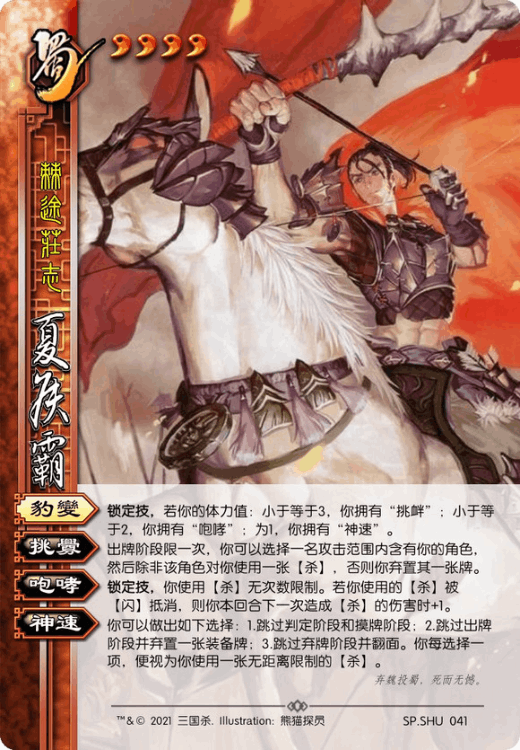 蜀
棘途莊志
夏侯霸
豹變
锁定技，若你的体力值：小于等于3，你拥有“挑衅”；小于等
于2，你拥有“咆哮”；为1，你拥有“神速”。
挑釁
出牌阶段限一次，你可以选择一名攻击范围内含有你的角色，
然后除非该角色对你使用一张【杀】，否则你弃置其一张牌。
咆哮
锁定技，你使用【杀】无次数限制。若你使用的【杀】被
【闪】抵消，则你本回合下一次造成【杀】的伤害时+1。
神速
你可以做出如下选择：1.跳过判定阶段和摸牌阶段；2.跳过出牌
阶段并弃置一张装备牌；3.跳过弃牌阶段并翻面。你每选择一
项，便视为你使用一张无距离限制的【杀】。
弃魏投蜀，死而无憾。
™&© 2021 三国杀. Illustration: 熊猫探员 SP.SHU 041